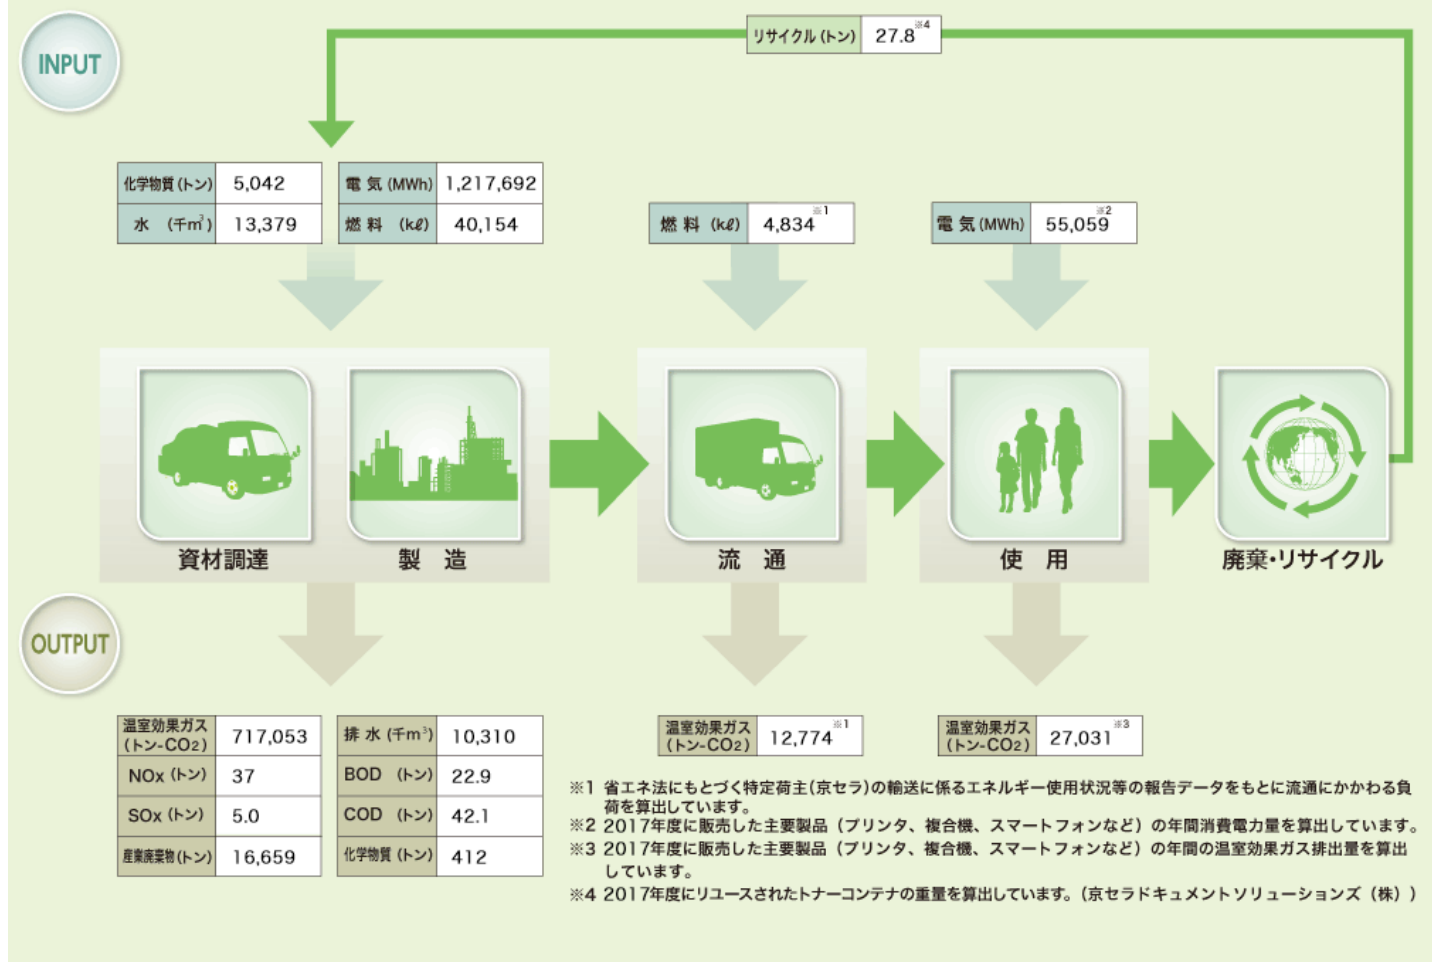 INPUT
リサイクル(トン) 27.8※4
化学物質(トン) 5,042
水 (千m³) 13,379
電気(MWh) 1,217,692
燃料 (kℓ) 40,154
燃料 (kℓ) 4,834※1
電気(MWh) 55,059※2
資材調達
製造
流通
使用
廃棄・リサイクル
OUTPUT
温室効果ガス
(トン-CO2) 717,053
NOx(トン) 37
SOx(トン) 5.0
産業廃棄物(トン) 16,659
排水(千m³) 10,310
BOD (トン) 22.9
COD (トン) 42.1
化学物質(トン) 412
温室効果ガス
(トン-CO2) 12,774※1
温室効果ガス
(トン-CO2) 27,031※3
※1 省エネ法にもとづく特定荷主(京セラ)の輸送に係るエネルギー使用状況等の報告データをもとに流通にかかわる負
荷を算出しています。
※2 2017年度に販売した主要製品（プリンタ、複合機、スマートフォンなど）の年間消費電力量を算出しています。
※3 2017年度に販売した主要製品（プリンタ、複合機、スマートフォンなど）の年間の温室効果ガス排出量を算出
しています。
※4 2017年度にリユースされたトナーコンテナの重量を算出しています。（京セラドキュメントソリューションズ（株））